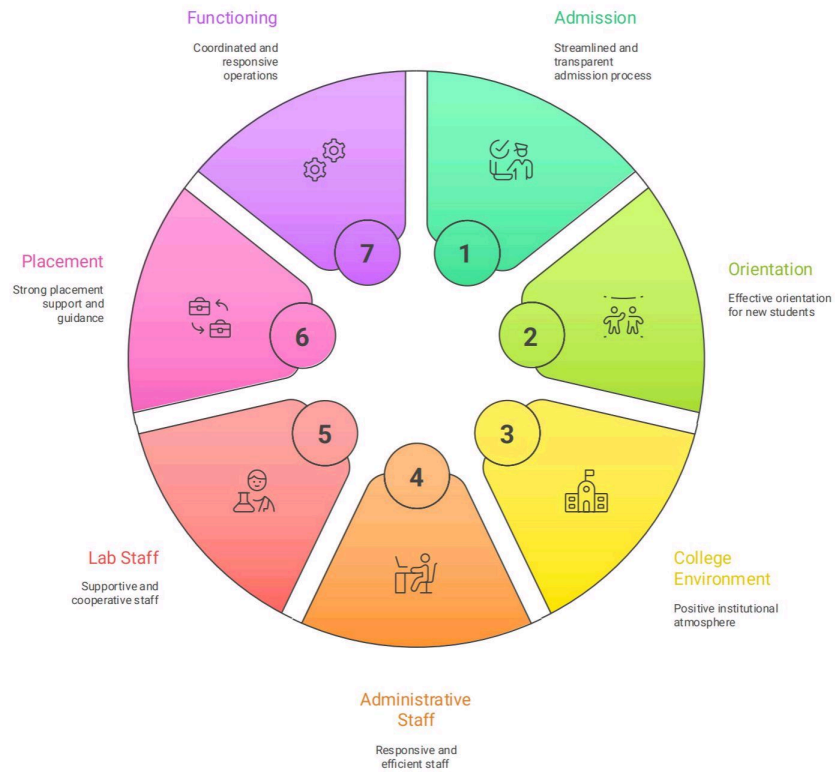 Functioning
Coordinated and
responsive
operations
Admission
Streamlined and
transparent
admission process
7
1
Placement
Strong placement
support and
guidance
6
2
Orientation
Effective orientation
for new students
5
3
4
Lab Staff
Supportive and
cooperative staff
College
Environment
Positive institutional
atmosphere
Administrative
Staff
Responsive and
efficient staff